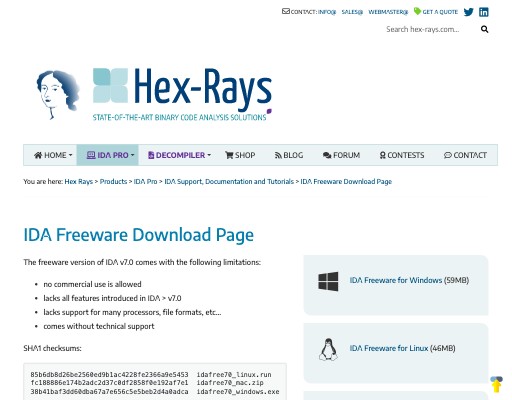 CONTACT: INFO@ SALES@ WEBMASTER@ GET A QUOTE
Search hex-rays.com...
Hex-Rays
STATE-OF-THE-ART BINARY CODE ANALYSIS SOLUTIONS
HOME IDA PRO DECOMPILER SHOP BLOG FORUM CONTESTS CONTACT
You are here: Hex Rays > Products > IDA Pro > IDA Support, Documentation and Tutorials > IDA Freeware Download Page
IDA Freeware Download Page
The freeware version of IDA v7.0 comes with the following limitations:
no commercial use is allowed
lacks all features introduced in IDA > v7.0
lacks support for many processors, file formats, etc...
comes without technical support
SHA1 checksums:
85b6db8d26be2560ed9b1ac4228fe2366a9e5453 idafree70_linux.run
fc188886e174b2adc2d37c0df2858f0e192af7e1 idafree70_mac.zip
38b41baf3dd60dba67a7e656c5e5beb2d4a0adca idafree70_windows.exe
IDA Freeware for Windows (59MB)
IDA Freeware for Linux (46MB)